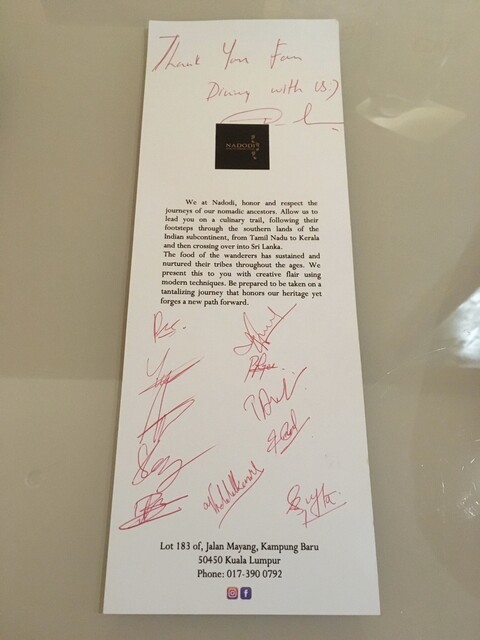 Thank You For
Dining with us:)
NADODI
We at Nadodi, honor and respect the
journeys of our nomadic ancestors. Allow us to
lead you on a culinary trail, following their
footsteps through the southern lands of the
Indian subcontinent, from Tamil Nadu to Kerala
and then crossing over into Sri Lanka.
The food of the wanderers has sustained and
nurtured their tribes throughout the ages. We
present this to you with creative flair using
modern techniques. Be prepared to be taken on a
tantalizing journey that honors our heritage yet
forges a new path forward.
Lot 183 of, Jalan Mayang, Kampung Baru
50450 Kuala Lumpur
Phone: 017-390 0792